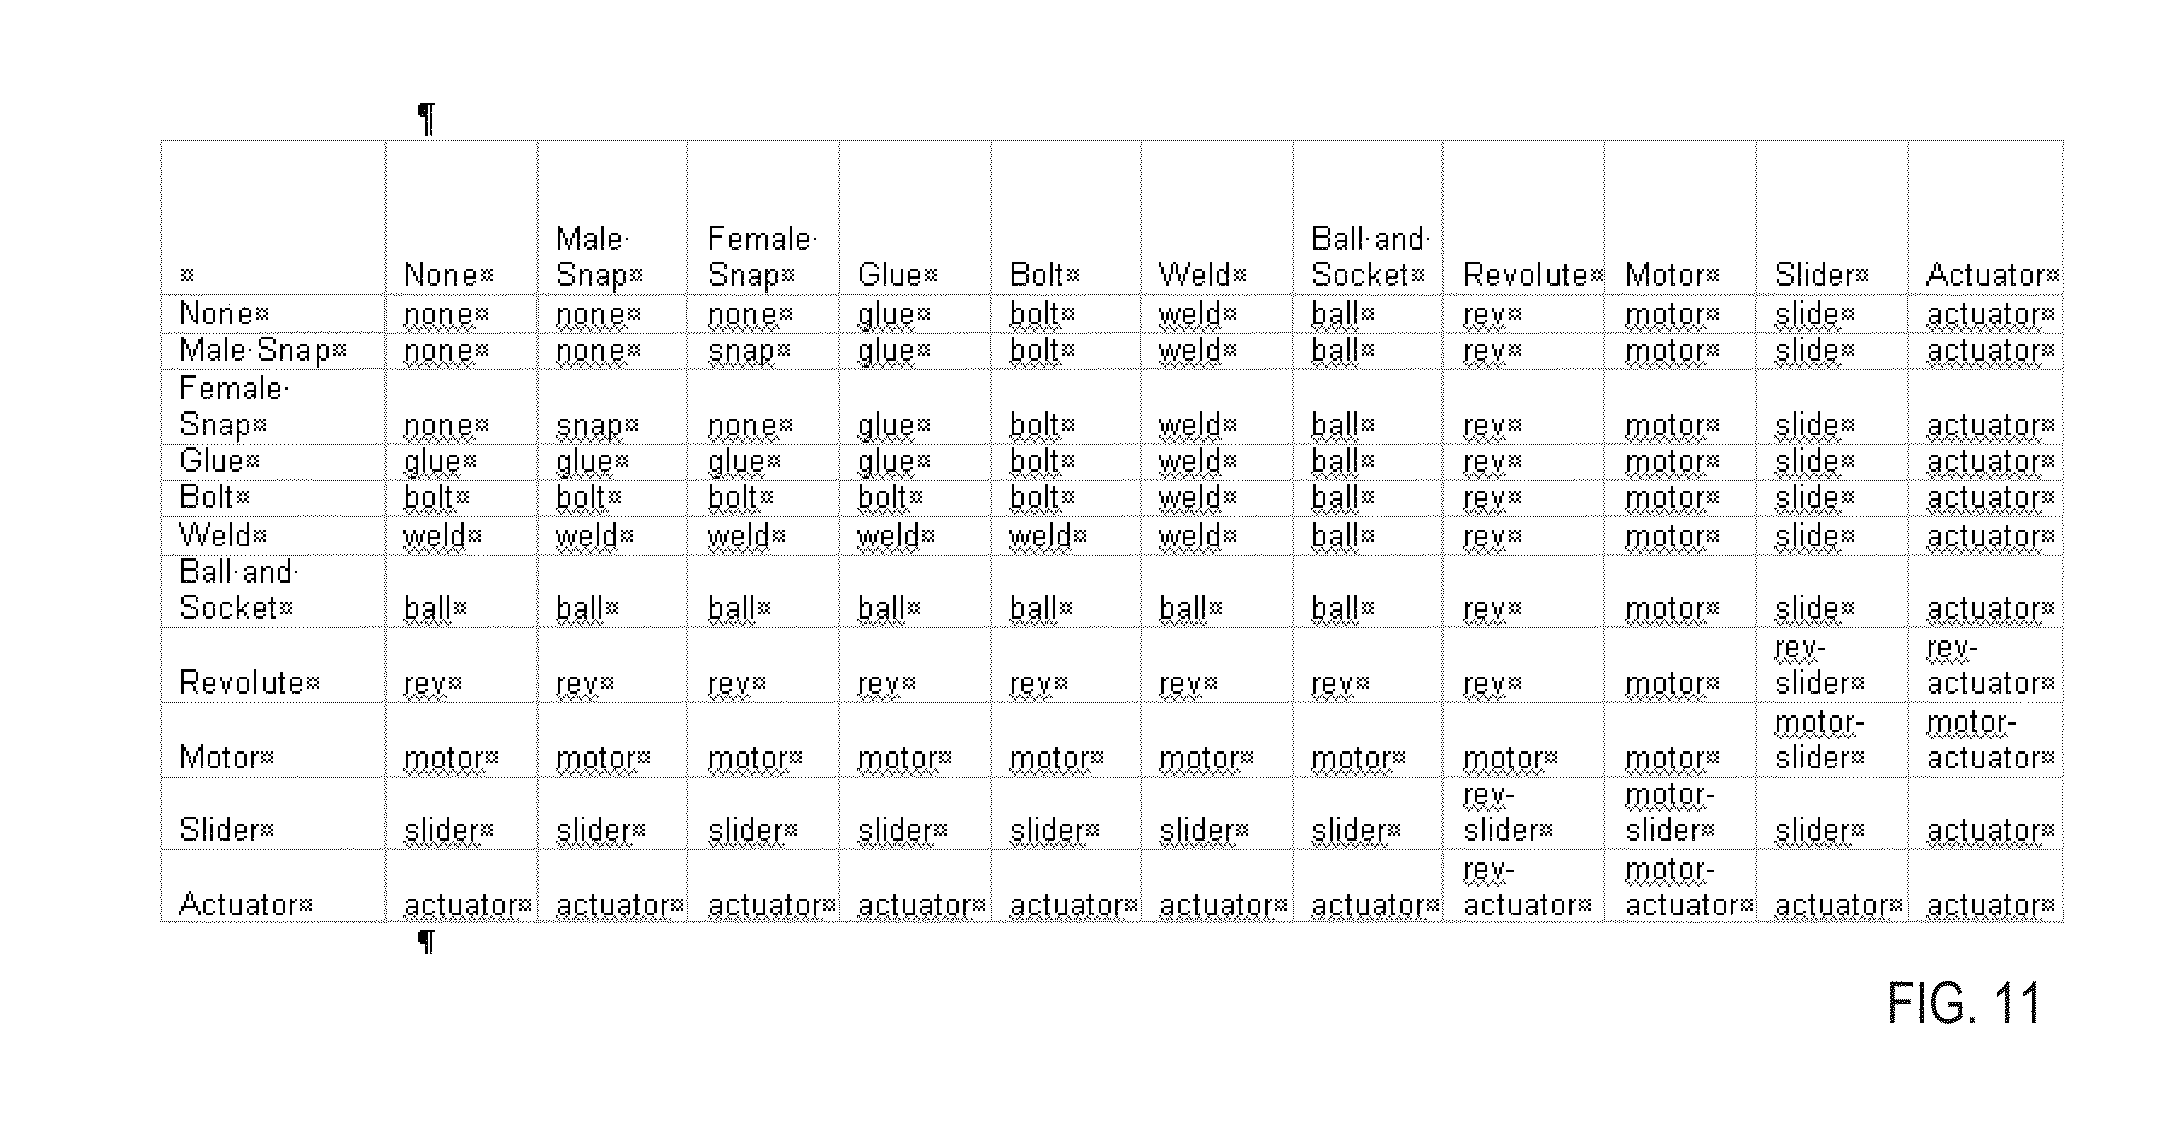 ¶
¤ None¤ Male· Snap¤ Female· Snap¤ Glue¤ Bolt¤ Weld¤ Ball·and· Socket¤ Revolute¤ Motor¤ Slider¤ Actuator¤
None¤ none¤ none¤ none¤ glue¤ bolt¤ weld¤ ball¤ rev¤ motor¤ slide¤ actuator¤
Male·Snap¤ none¤ none¤ snap¤ glue¤ bolt¤ weld¤ ball¤ rev¤ motor¤ slide¤ actuator¤
Female· Snap¤ none¤ snap¤ none¤ glue¤ bolt¤ weld¤ ball¤ rev¤ motor¤ slide¤ actuator¤
Glue¤ glue¤ glue¤ glue¤ glue¤ bolt¤ weld¤ ball¤ rev¤ motor¤ slide¤ actuator¤
Bolt¤ bolt¤ bolt¤ bolt¤ bolt¤ bolt¤ weld¤ ball¤ rev¤ motor¤ slide¤ actuator¤
Weld¤ weld¤ weld¤ weld¤ weld¤ weld¤ weld¤ ball¤ rev¤ motor¤ slide¤ actuator¤
Ball·and· Socket¤ ball¤ ball¤ ball¤ ball¤ ball¤ ball¤ ball¤ rev¤ motor¤ slide¤ actuator¤
Revolute¤ rev¤ rev¤ rev¤ rev¤ rev¤ rev¤ rev¤ rev¤ motor¤ rev-slider¤ rev-actuator¤
Motor¤ motor¤ motor¤ motor¤ motor¤ motor¤ motor¤ motor¤ motor¤ motor¤ motor-slider¤ motor-actuator¤
Slider¤ slider¤ slider¤ slider¤ slider¤ slider¤ slider¤ slider¤ rev-slider¤ motor-slider¤ slider¤ actuator¤
Actuator¤ actuator¤ actuator¤ actuator¤ actuator¤ actuator¤ actuator¤ actuator¤ rev-actuator¤ motor-actuator¤ actuator¤ actuator¤
¶
FIG. 11